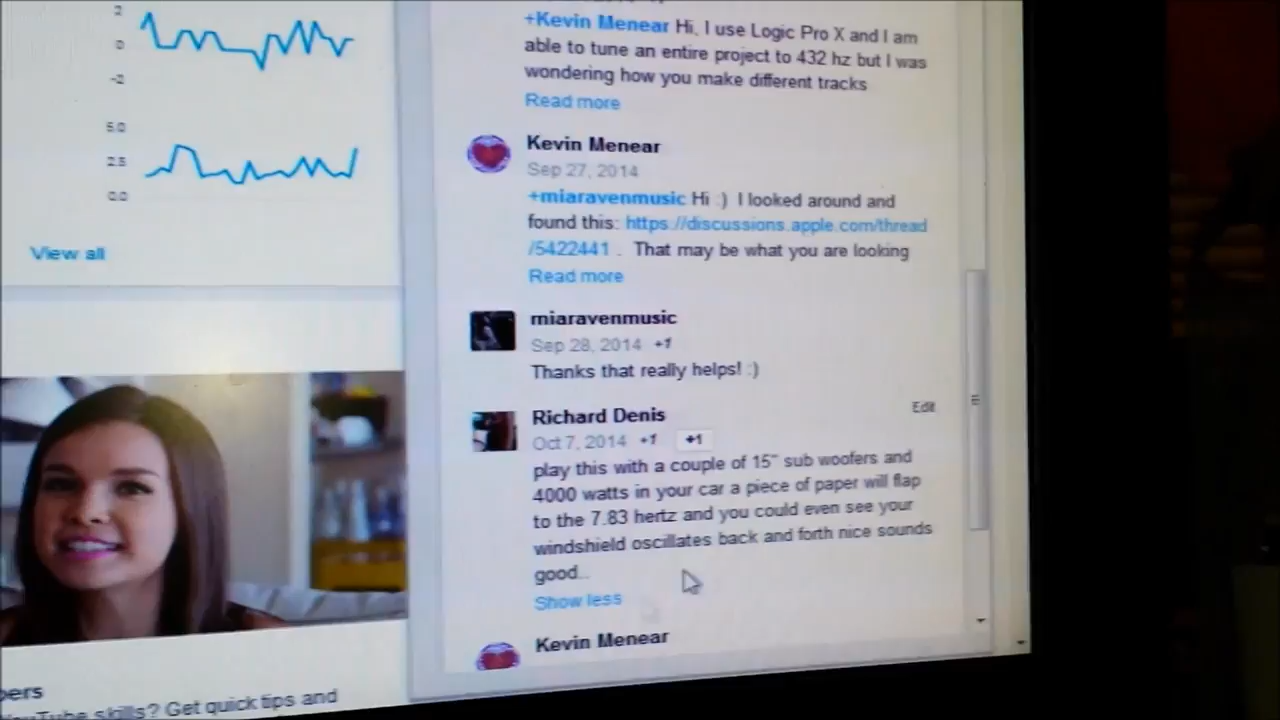 2
0
-2
5.0
2.5
0.0
View all
+Kevin Menear Hi, I use Logic Pro X and I am
able to tune an entire project to 432 hz but I was
wondering how you make different tracks
Read more
Kevin Menear
Sep 27, 2014
+miaravenmusic Hi :) I looked around and
found this: https://discussions.apple.com/thread
/5422441 . That may be what you are looking
Read more
miaravenmusic
Sep 28, 2014 +1
Thanks that really helps! :)
Richard Denis
Edit
Oct 7, 2014 +1 +1
play this with a couple of 15" sub woofers and
4000 watts in your car a piece of paper will flap
to the 7.83 hertz and you could even see your
windshield oscillates back and forth nice sounds
good...
Show less
Kevin Menear
skills? Get quick tips and